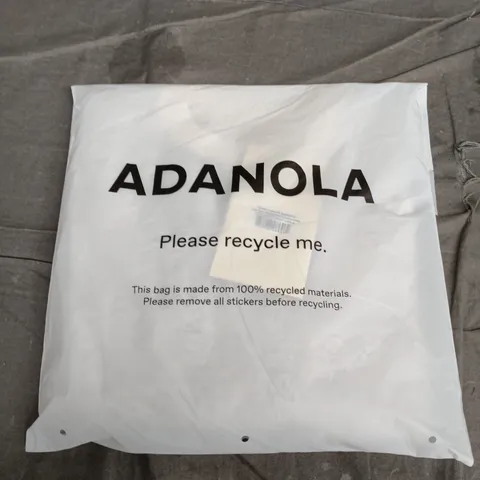 ADANOLA
Please recycle me.
This bag is made from 100% recycled materials.
Please remove all stickers before recycling.